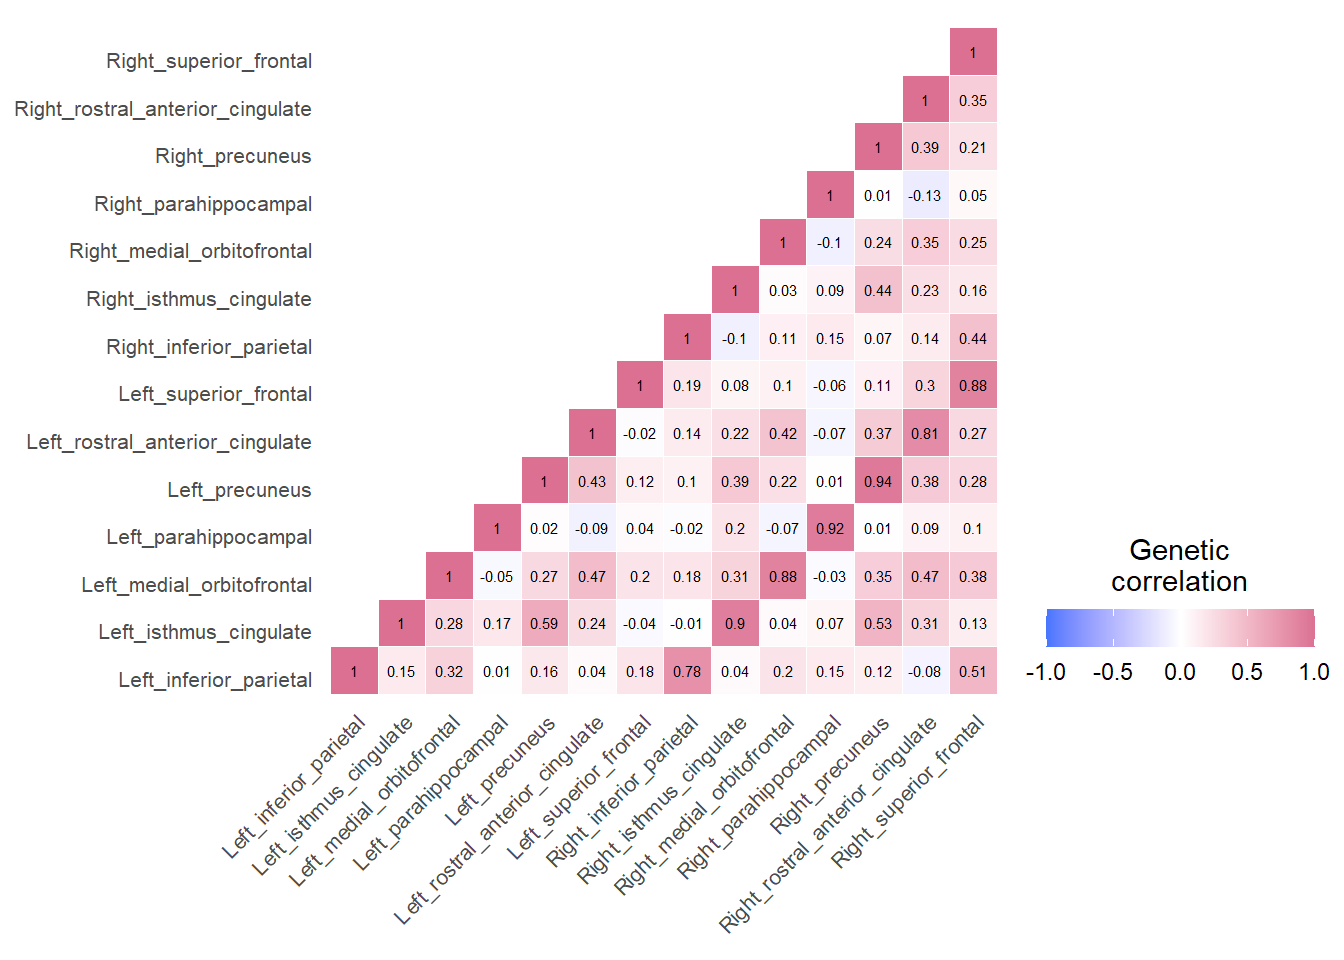 Right_superior_frontal 1
Right_rostral_anterior_cingulate 1 0.35
Right_precuneus 1 0.39 0.21
Right_parahippocampal 1 0.01 -0.13 0.05
Right_medial_orbitofrontal 1 -0.1 0.24 0.35 0.25
Right_isthmus_cingulate 1 0.03 0.09 0.44 0.23 0.16
Right_inferior_parietal 1 -0.1 0.11 0.15 0.07 0.14 0.44
Left_superior_frontal 1 0.19 0.08 0.1 -0.06 0.11 0.3 0.88
Left_rostral_anterior_cingulate 1 -0.02 0.14 0.22 0.42 -0.07 0.37 0.81 0.27
Left_precuneus 1 0.43 0.12 0.1 0.39 0.22 0.01 0.94 0.38 0.28
Left_parahippocampal 1 0.02 -0.09 0.04 -0.02 0.2 -0.07 0.92 0.01 0.09 0.1
Left_medial_orbitofrontal 1 -0.05 0.27 0.47 0.2 0.18 0.31 0.88 -0.03 0.35 0.47 0.38
Left_isthmus_cingulate 1 0.28 0.17 0.59 0.24 -0.04 -0.01 0.9 0.04 0.07 0.53 0.31 0.13
Left_inferior_parietal 1 0.15 0.32 0.01 0.16 0.04 0.18 0.78 0.04 0.2 0.15 0.12 -0.08 0.51
Left_inferior_parietal
Left_isthmus_cingulate
Left_medial_orbitofrontal
Left_parahippocampal
Left_precuneus
Left_rostral_anterior_cingulate
Left_superior_frontal
Right_inferior_parietal
Right_isthmus_cingulate
Right_medial_orbitofrontal
Right_parahippocampal
Right_precuneus
Right_rostral_anterior_cingulate
Right_superior_frontal
Genetic
correlation
-1.0 -0.5 0.0 0.5 1.0